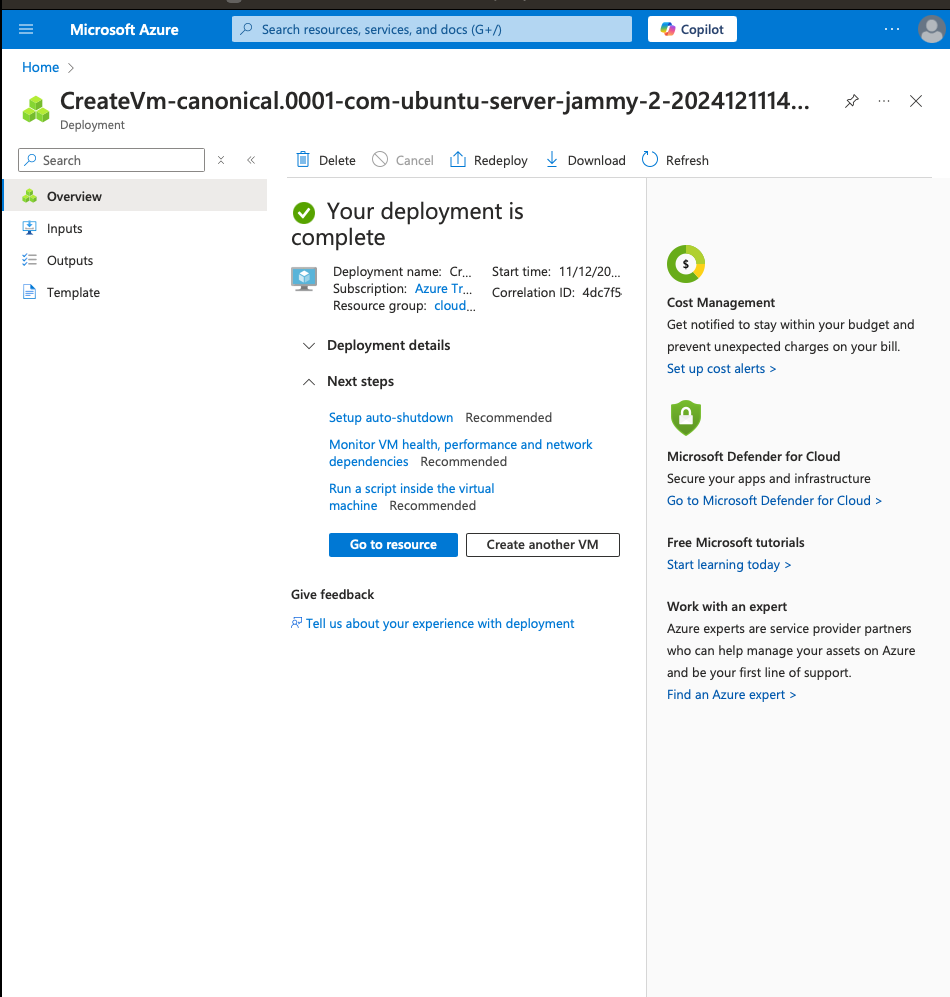 Microsoft Azure
Search resources, services, and docs (G+/)
Copilot
Home
CreateVm-canonical.0001-com-ubuntu-server-jammy-2-2024121114...
Deployment
Search
Overview
Inputs
Outputs
Template
Delete
Cancel
Redeploy
Download
Refresh
Your deployment is
complete
Deployment name: Cr...
Subscription: Azure Tr...
Resource group: cloud...
Start time: 11/12/20...
Correlation ID: 4dc7f5
Deployment details
Next steps
Setup auto-shutdown Recommended
Monitor VM health, performance and network
dependencies Recommended
Run a script inside the virtual
machine Recommended
Go to resource
Create another VM
Give feedback
Tell us about your experience with deployment
$
Cost Management
Get notified to stay within your budget and
prevent unexpected charges on your bill.
Set up cost alerts >
Microsoft Defender for Cloud
Secure your apps and infrastructure
Go to Microsoft Defender for Cloud >
Free Microsoft tutorials
Start learning today >
Work with an expert
Azure experts are service provider partners
who can help manage your assets on Azure
and be your first line of support.
Find an Azure expert >